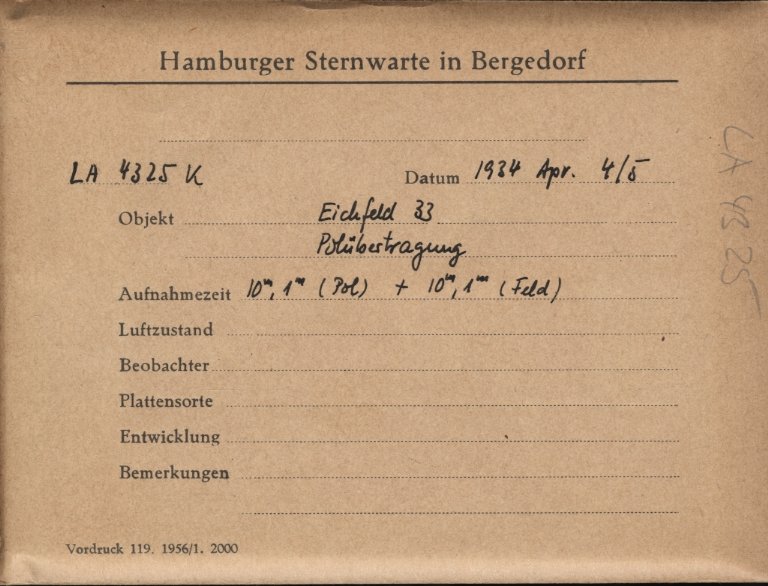 Hamburger Sternwarte in Bergedorf
LA 4325 K Datum 1934 Apr. 4/5
Objekt Eichfeld 33
Polübertragung
Aufnahmezeit 10ᵐ, 1ᵐ (Pol) + 10ᵐ, 1ᵐ (Feld)
Luftzustand
Beobachter
Plattensorte
Entwicklung
Bemerkungen
Vordruck 119. 1956/1. 2000
LA 4325